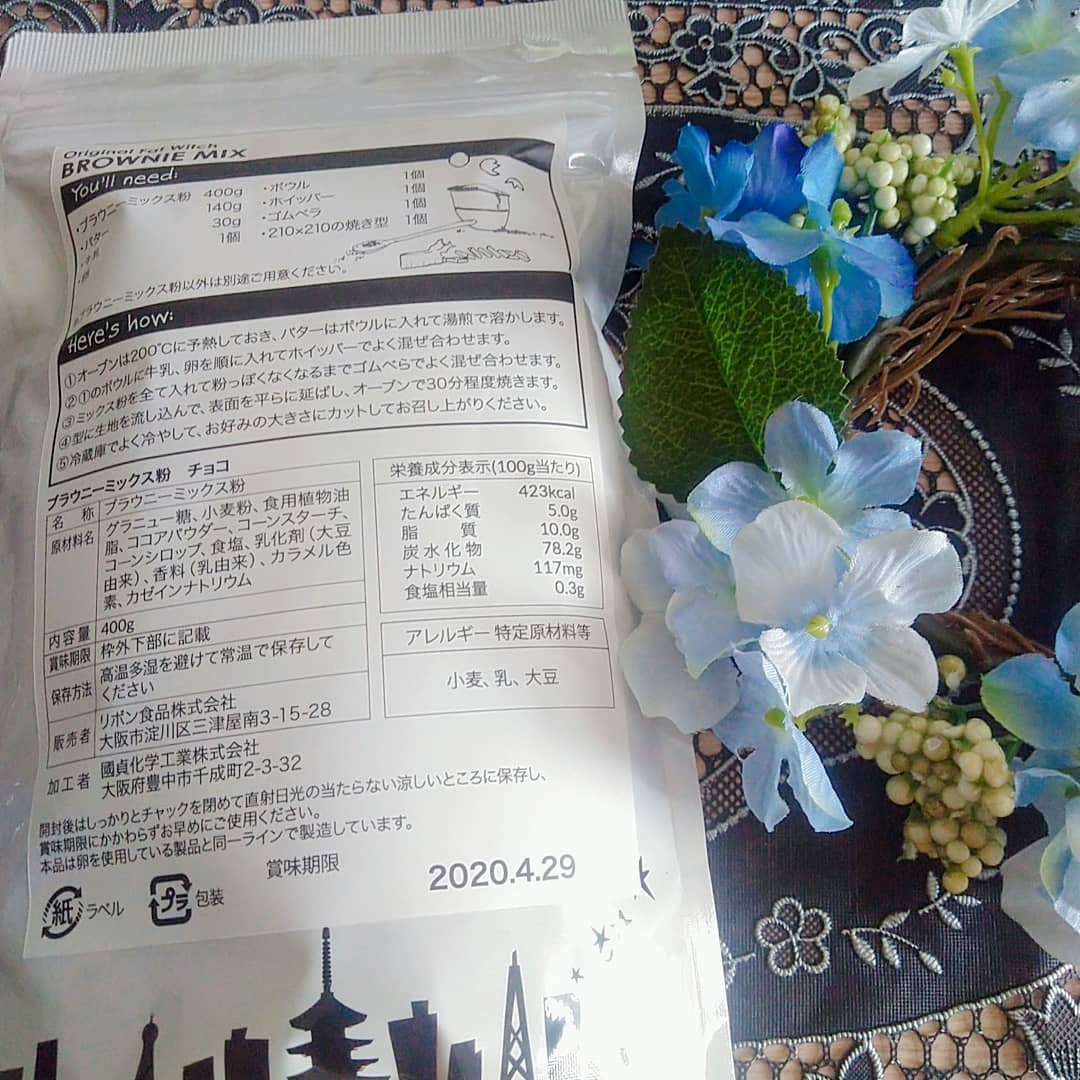 Original Fat Witch
BROWNIE MIX
You'll need:
・ブラウニーミックス粉 400g
・バター 140g
・牛乳 30g
・卵 1個
・ボウル 1個
・ホイッパー 1個
・ゴムベラ 1個
・210×210の焼き型 1個
ブラウニーミックス粉以外は別途ご用意ください。
Here's how:
①オーブンは200℃に予熱しておき、バターはボウルに入れて湯煎で溶かします。
②①のボウルに牛乳、卵を順に入れてホイッパーでよく混ぜ合わせます。
③ミックス粉を全て入れて粉っぽくなくなるまでゴムべらでよく混ぜ合わせます。
④型に生地を流し込んで、表面を平らに延ばし、オーブンで30分程度焼きます。
⑤冷蔵庫でよく冷やして、お好みの大きさにカットしてお召し上がりください。
ブラウニーミックス粉 チョコ
名称 ブラウニーミックス粉
原材料名 グラニュー糖、小麦粉、食用植物油
脂、ココアパウダー、コーンスターチ、
コーンシロップ、食塩、乳化剤(大豆
由来)、香料(乳由来)、カラメル色
素、カゼインナトリウム
内容量 400g
賞味期限 枠外下部に記載
保存方法 高温多湿を避けて常温で保存して
ください
販売者 リボン食品株式会社
大阪市淀川区三津屋南3-15-28
加工者 國貞化学工業株式会社
大阪府豊中市千成町2-3-32
栄養成分表示(100g当たり)
エネルギー 423kcal
たんぱく質 5.0g
脂質 10.0g
炭水化物 78.2g
ナトリウム 117mg
食塩相当量 0.3g
アレルギー 特定原材料等
小麦、乳、大豆
開封後はしっかりとチャックを閉めて直射日光の当たらない涼しいところに保存し、
賞味期限にかかわらずお早めにご使用ください。
本品は卵を使用している製品と同一ラインで製造しています。
賞味期限 2020.4.29
紙 ラベル プラ 包装